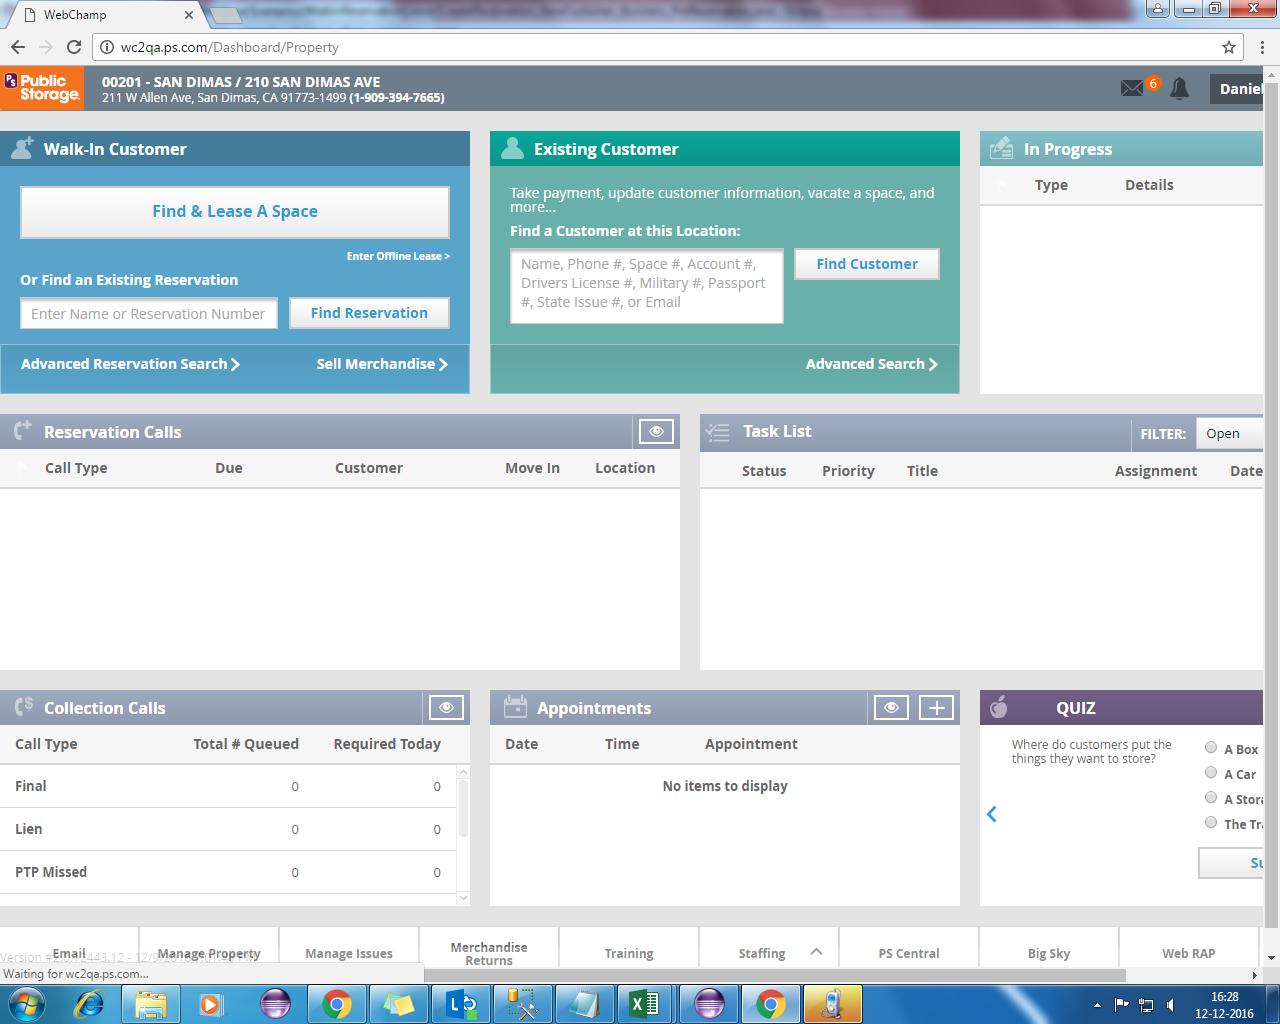 WebChamp
wc2qa.ps.com/Dashboard/Property
PS Public Storage.
00201 - SAN DIMAS / 210 SAN DIMAS AVE
211 W Allen Ave, San Dimas, CA 91773-1499 (1-909-394-7665)
6
Daniel
Walk-In Customer
Find & Lease A Space
Enter Offline Lease >
Or Find an Existing Reservation
Enter Name or Reservation Number
Find Reservation
Advanced Reservation Search
Sell Merchandise
Existing Customer
Take payment, update customer information, vacate a space, and
more...
Find a Customer at this Location:
Name, Phone #, Space #, Account #,
Drivers License #, Military #, Passport
#, State Issue #, or Email
Find Customer
Advanced Search
In Progress
Type Details
Reservation Calls
Call Type Due Customer Move In Location
Task List
FILTER: Open
Status Priority Title Assignment Date
Collection Calls
Call Type Total # Queued Required Today
Final 0 0
Lien 0 0
PTP Missed 0 0
Appointments
Date Time Appointment
No items to display
QUIZ
Where do customers put the
things they want to store?
A Box
A Car
A Stora
The Tra
Su
Email
Manage Property
Manage Issues
Merchandise
Returns
Training
Staffing
PS Central
Big Sky
Web RAP
Waiting for wc2qa.ps.com...
16:28
12-12-2016